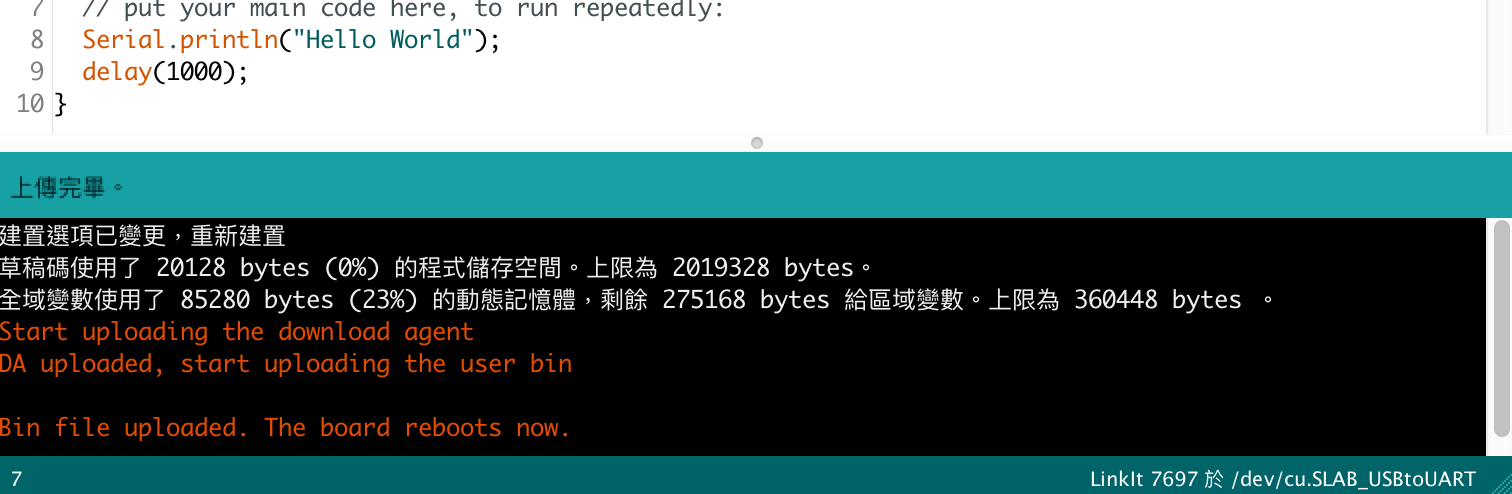 7 // put your main code here, to run repeatedly:
8 Serial.println("Hello World");
9 delay(1000);
10 }
上傳完畢。
建置選項已變更，重新建置
草稿碼使用了 20128 bytes (0%) 的程式儲存空間。上限為 2019328 bytes。
全域變數使用了 85280 bytes (23%) 的動態記憶體，剩餘 275168 bytes 給區域變數。上限為 360448 bytes 。
Start uploading the download agent
DA uploaded, start uploading the user bin
Bin file uploaded. The board reboots now.
7 LinkIt 7697 於 /dev/cu.SLAB_USBtoUART